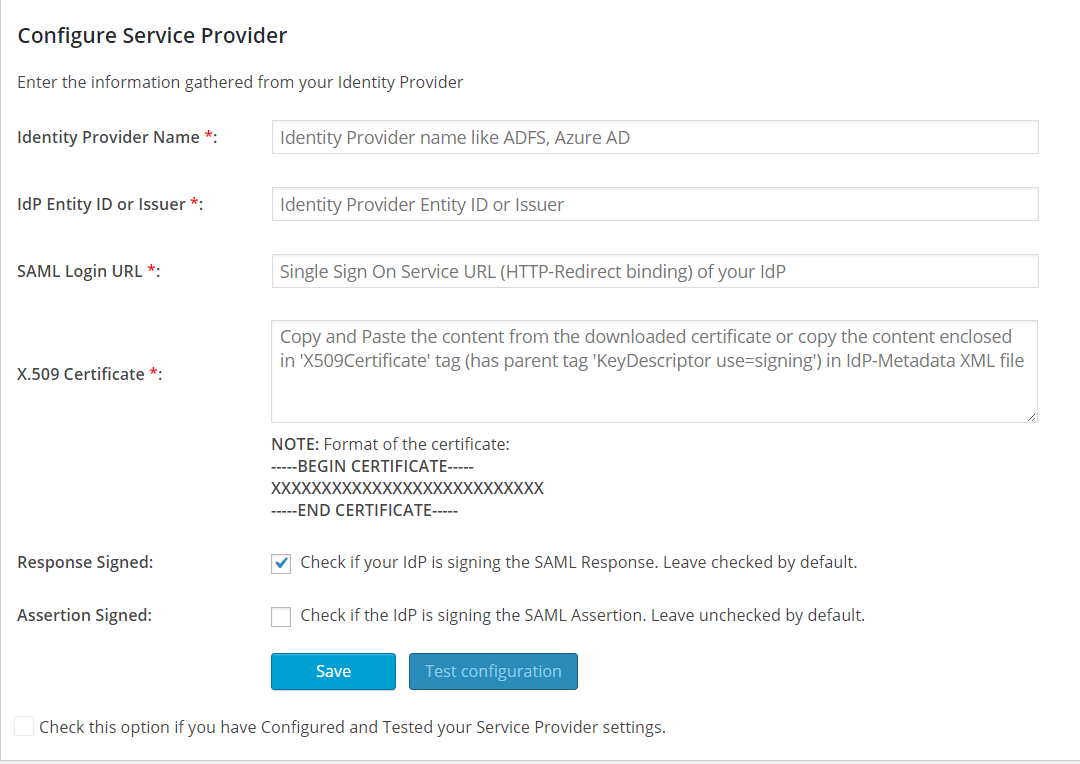 Configure Service Provider
Enter the information gathered from your Identity Provider
Identity Provider Name *:
Identity Provider name like ADFS, Azure AD
IdP Entity ID or Issuer *:
Identity Provider Entity ID or Issuer
SAML Login URL *:
Single Sign On Service URL (HTTP-Redirect binding) of your IdP
X.509 Certificate *:
Copy and Paste the content from the downloaded certificate or copy the content enclosed
in 'X509Certificate' tag (has parent tag 'KeyDescriptor use=signing') in IdP-Metadata XML file
NOTE: Format of the certificate:
-----BEGIN CERTIFICATE-----
XXXXXXXXXXXXXXXXXXXXXXXXXXX
-----END CERTIFICATE-----
Response Signed:
Check if your IdP is signing the SAML Response. Leave checked by default.
Assertion Signed:
Check if the IdP is signing the SAML Assertion. Leave unchecked by default.
Save
Test configuration
Check this option if you have Configured and Tested your Service Provider settings.